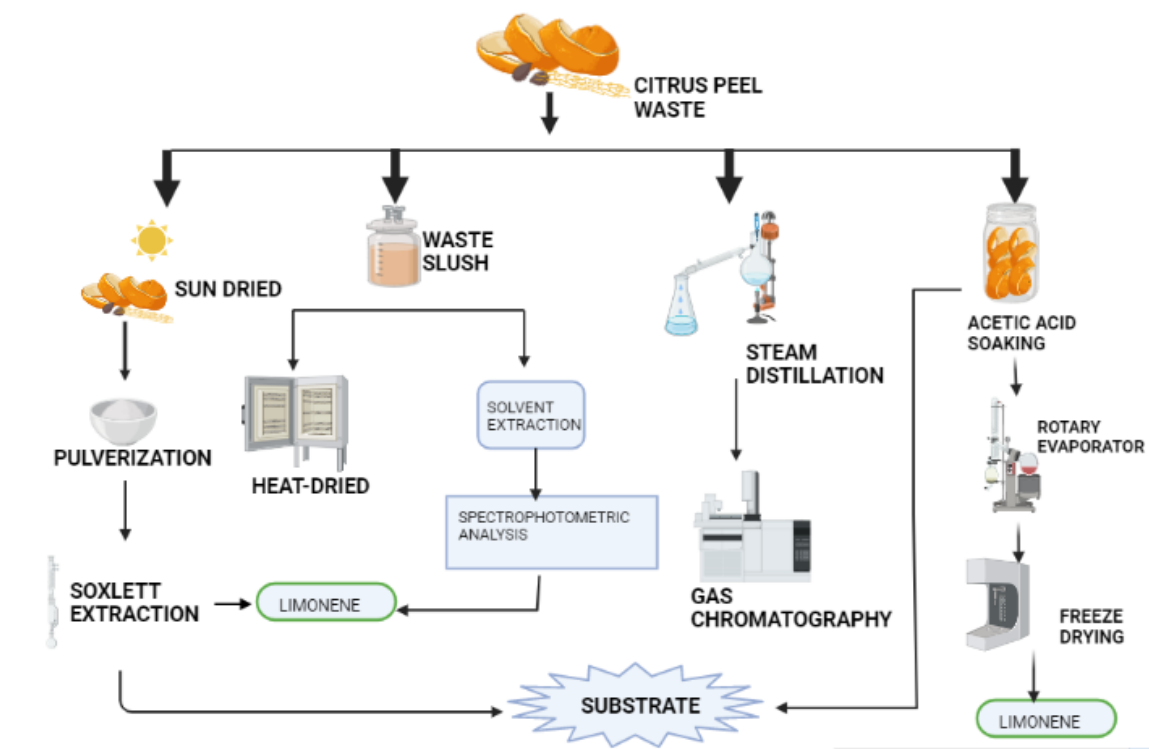 CITRUS PEEL
WASTE
SUN DRIED
WASTE
SLUSH
STEAM
DISTILLATION
ACETIC ACID
SOAKING
PULVERIZATION
HEAT-DRIED
SOLVENT
EXTRACTION
ROTARY
EVAPORATOR
SPECTROPHOTOMETRIC
ANALYSIS
SOXLETT
EXTRACTION
LIMONENE
GAS
CHROMATOGRAPHY
FREEZE
DRYING
SUBSTRATE
LIMONENE